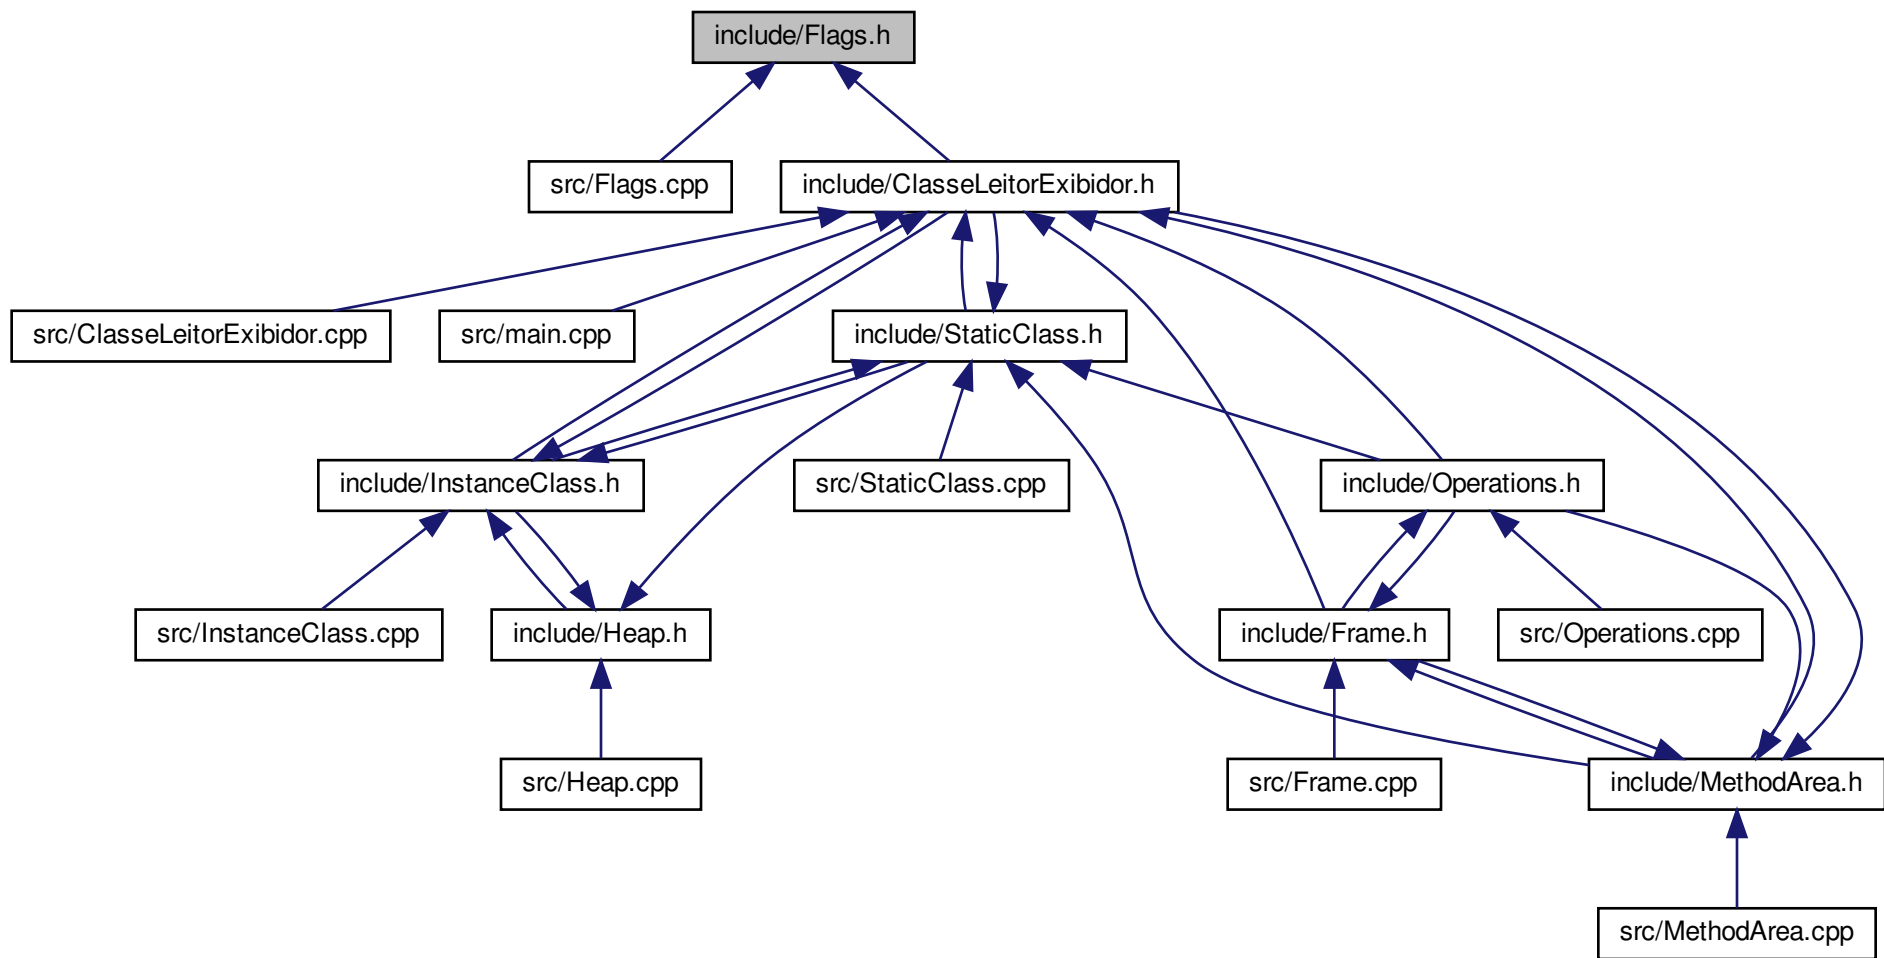 include/Flags.h
src/Flags.cpp
include/ClasseLeitorExibidor.h
src/ClasseLeitorExibidor.cpp
src/main.cpp
include/StaticClass.h
include/InstanceClass.h
src/StaticClass.cpp
include/Operations.h
src/InstanceClass.cpp
include/Heap.h
include/Frame.h
src/Operations.cpp
src/Heap.cpp
src/Frame.cpp
include/MethodArea.h
src/MethodArea.cpp